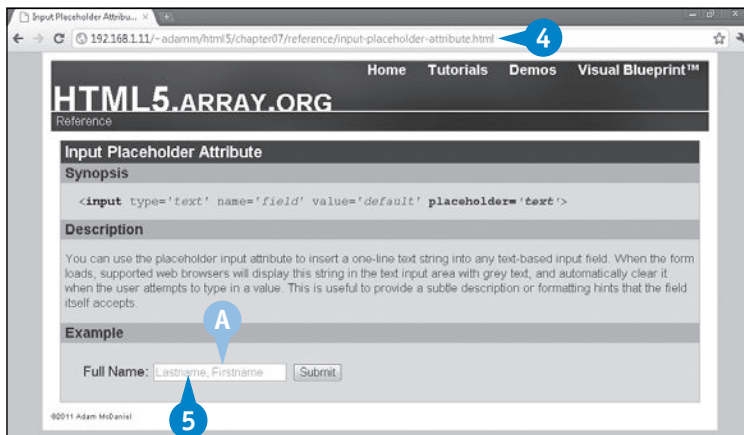 Input Placeholder Attribu...
192.168.1.11/~adamm/html5/chapter07/reference/input-placeholder-attribute.html
4
Home Tutorials Demos Visual Blueprint™
HTML5.ARRAY.ORG
Reference
Input Placeholder Attribute
Synopsis
<input type='text' name='field' value='default' placeholder='text'>
Description
You can use the placeholder input attribute to insert a one-line text string into any text-based input field. When the form
loads, supported web browsers will display this string in the text input area with grey text, and automatically clear it
when the user attempts to type in a value. This is useful to provide a subtle description or formatting hints that the field
itself accepts.
A
Example
Full Name: Lastname, Firstname Submit
5
©2011 Adam McDaniel